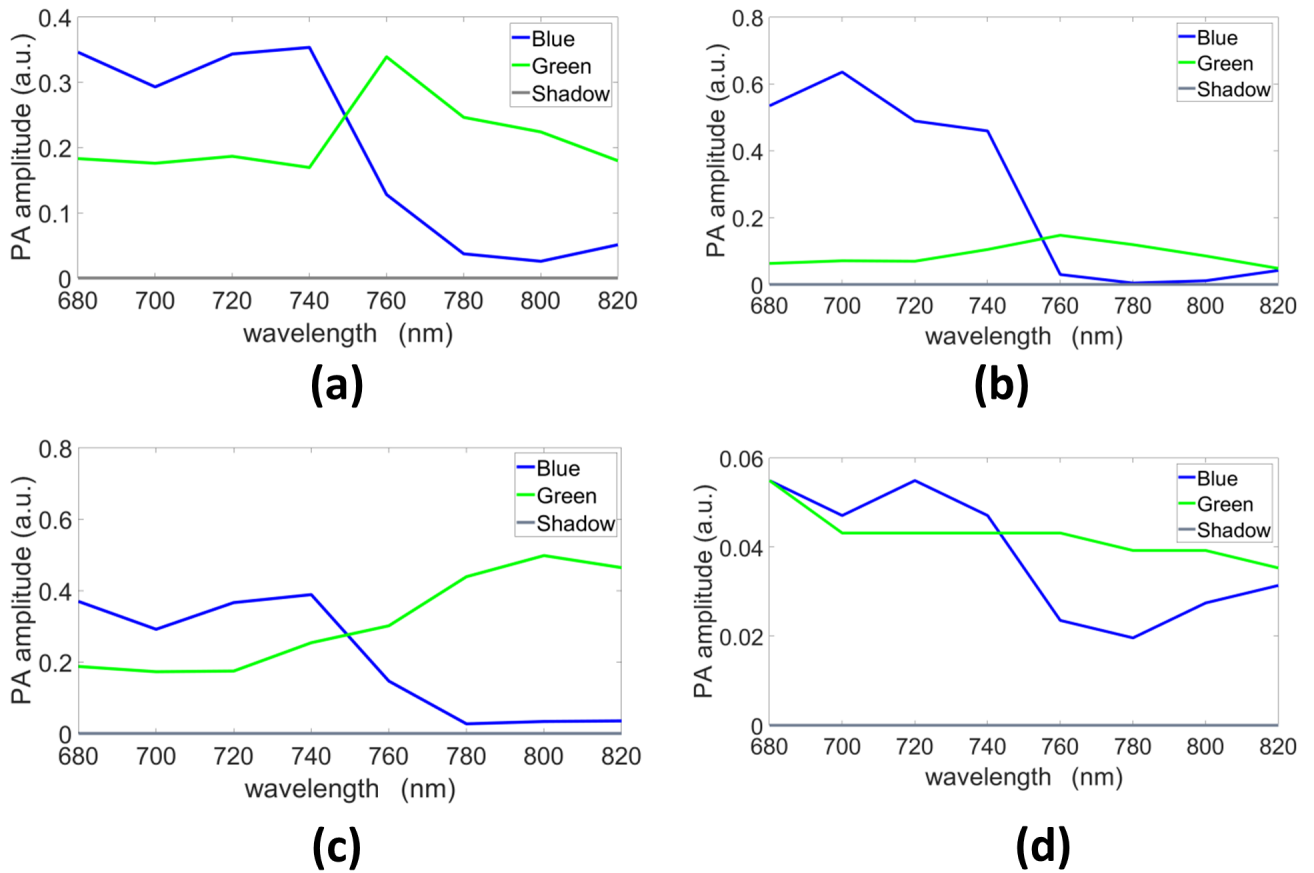 0.4
0.3
0.2
0.1
0
PA amplitude (a.u.)
Blue
Green
Shadow
680 700 720 740 760 780 800 820
wavelength (nm)
(a)
0.8
0.6
0.4
0.2
0
PA amplitude (a.u.)
Blue
Green
Shadow
680 700 720 740 760 780 800 820
wavelength (nm)
(b)
0.8
0.6
0.4
0.2
0
PA amplitude (a.u.)
Blue
Green
Shadow
680 700 720 740 760 780 800 820
wavelength (nm)
(c)
0.06
0.04
0.02
0
PA amplitude (a.u.)
Blue
Green
Shadow
680 700 720 740 760 780 800 820
wavelength (nm)
(d)